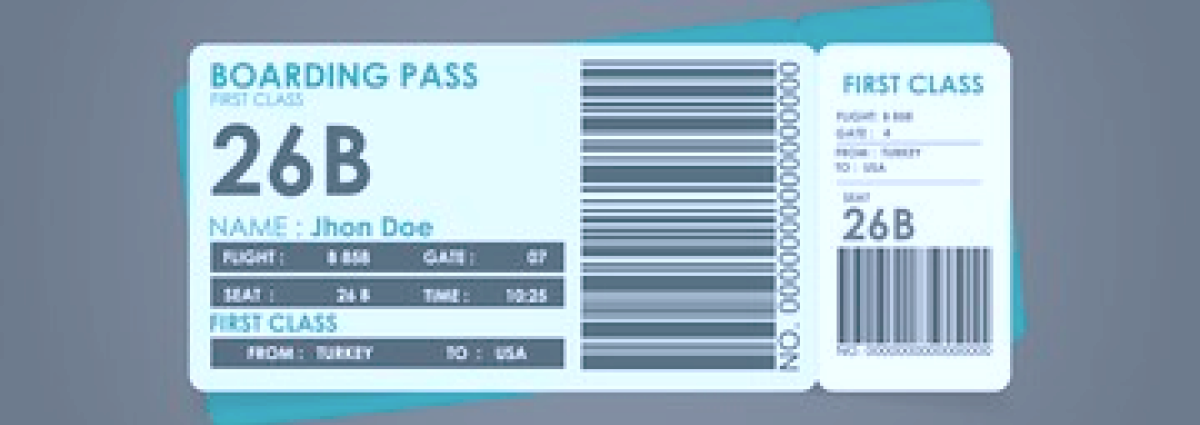 BOARDING PASS
FIRST CLASS
26B
NAME : Jhon Doe
FLIGHT : 8 858 GATE : 07
SEAT : 26 B TIME : 10:25
FIRST CLASS
FROM : TURKEY TO : USA
NO. 0000000000000000
FIRST CLASS
FLIGHT: 8 858
GATE : 4
FROM : TURKEY
TO : USA
SEAT
26B